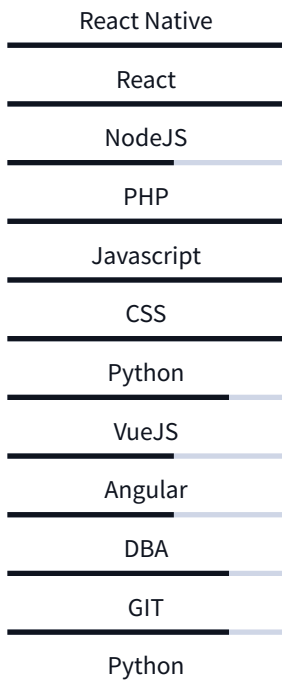 React Native
React
NodeJS
PHP
Javascript
CSS
Python
VueJS
Angular
DBA
GIT
Python